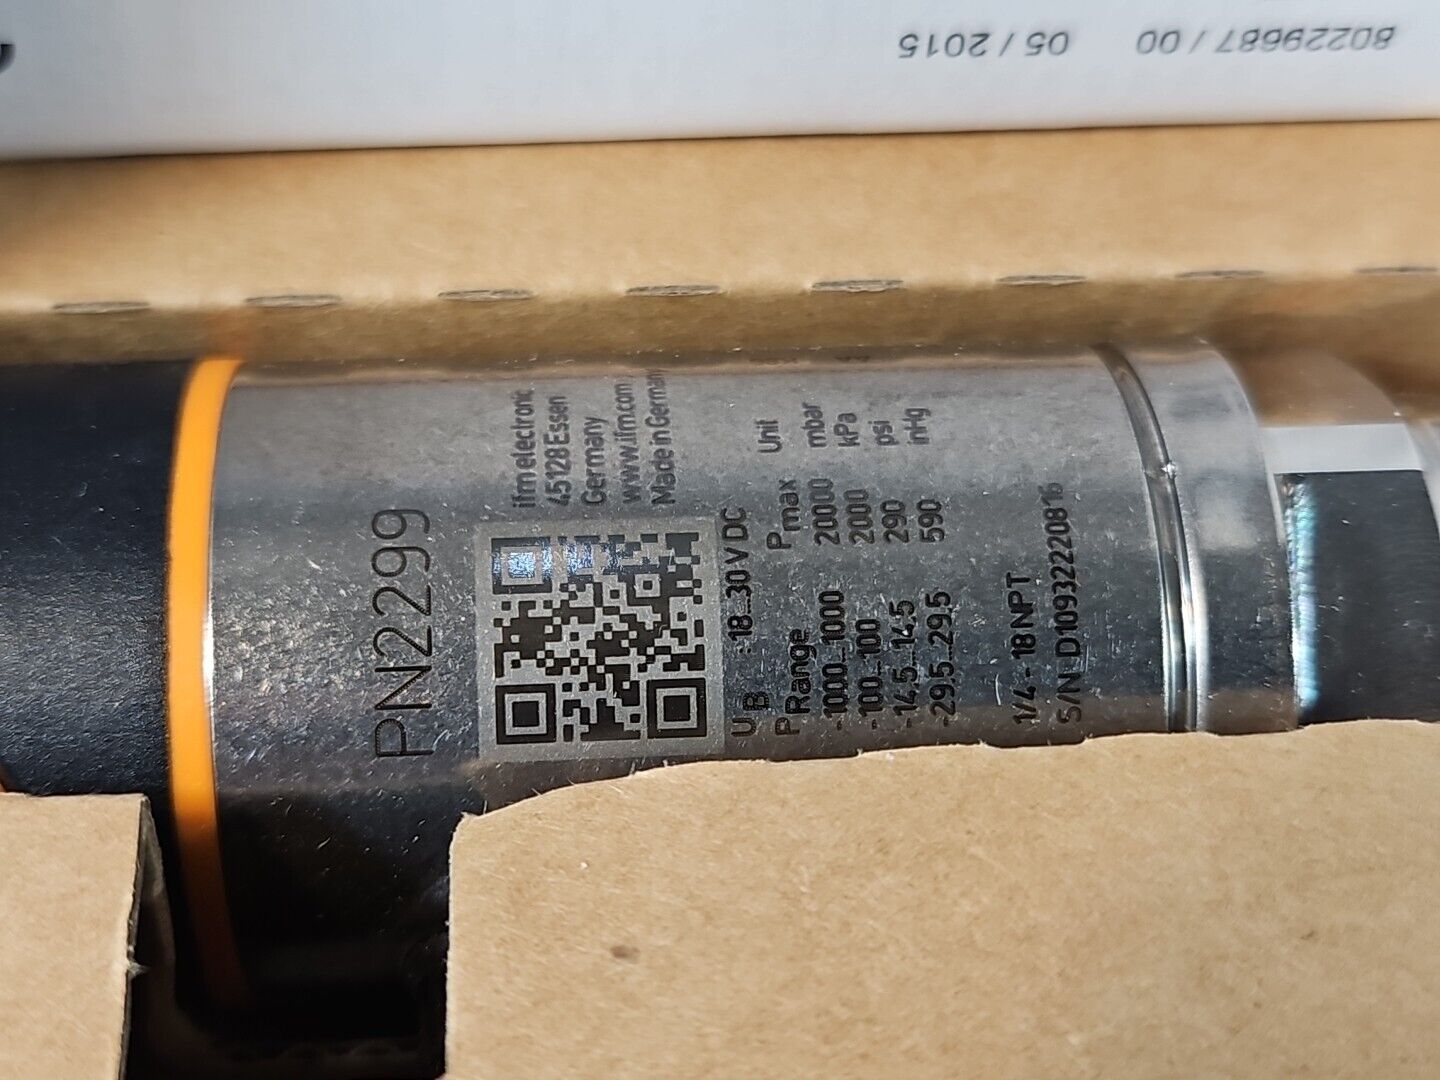 80229687 / 00 05 / 2015
PN2299
ifm electronic
45128 Essen
Germany
www.ifm.com
Made in Germany
U B : 18...30 V DC
P Range P max Unit
-1000...1000 20000 mbar
-100...100 2000 kPa
-14,5...14,5 290 psi
-29,5...29,5 590 inHg
1/4 - 18 NPT
S/N D109322220816